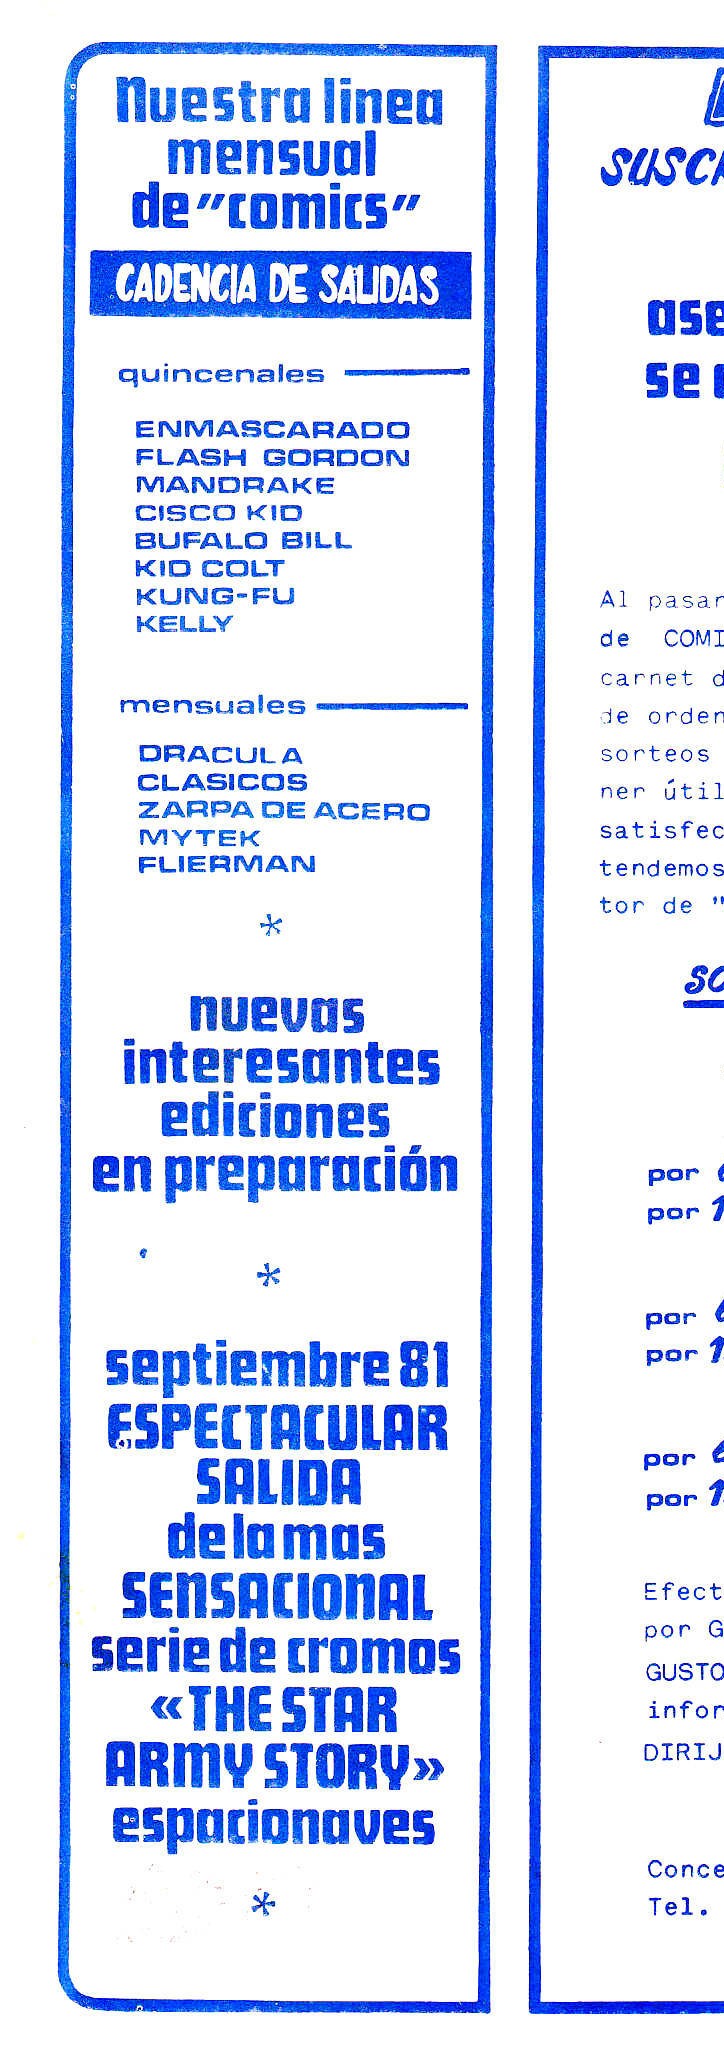 Nuestra linea
mensual
de "comics"
CADENCIA DE SALIDAS
quincenales
ENMASCARADO
FLASH GORDON
MANDRAKE
CISCO KID
BUFALO BILL
KID COLT
KUNG-FU
KELLY
mensuales
DRACULA
CLASICOS
ZARPA DE ACERO
MYTEK
FLIERMAN
*
nuevas
interesantes
ediciones
en preparación
*
septiembre 81
ESPECTACULAR
SALIDA
de la mas
SENSACIONAL
serie de cromos
«THE STAR
ARMY STORY»
espacionaves
*
se
Al pasar
de COMI
carnet d
de orden
sorteos
ner útil
satisfec
tendemos
tor de "
por
por 1
por
por 1
por
por 1
Efect
por G
GUSTO
infor
DIRIJ
Conce
Tel.